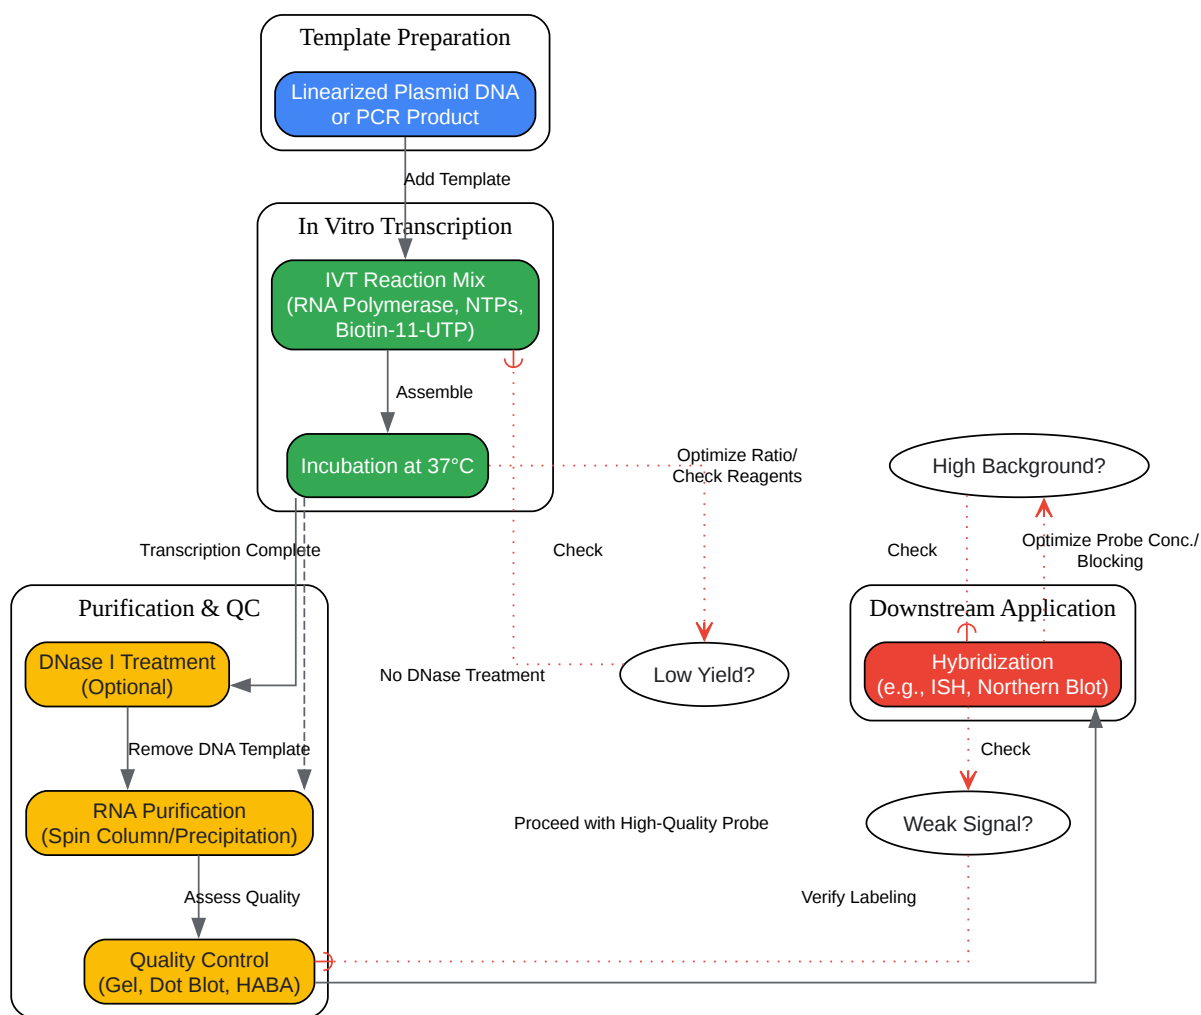 Template Preparation
Linearized Plasmid DNA
or PCR Product
Add Template
In Vitro Transcription
IVT Reaction Mix
(RNA Polymerase, NTPs,
Biotin-11-UTP)
Assemble
Incubation at 37°C
Optimize Ratio/
Check Reagents
High Background?
Transcription Complete
Check
Check
Optimize Probe Conc./
Blocking
Purification & QC
Downstream Application
DNase I Treatment
(Optional)
No DNase Treatment
Low Yield?
Hybridization
(e.g., ISH, Northern Blot)
Remove DNA Template
Check
RNA Purification
(Spin Column/Precipitation)
Proceed with High-Quality Probe
Weak Signal?
Assess Quality
Verify Labeling
Quality Control
(Gel, Dot Blot, HABA)